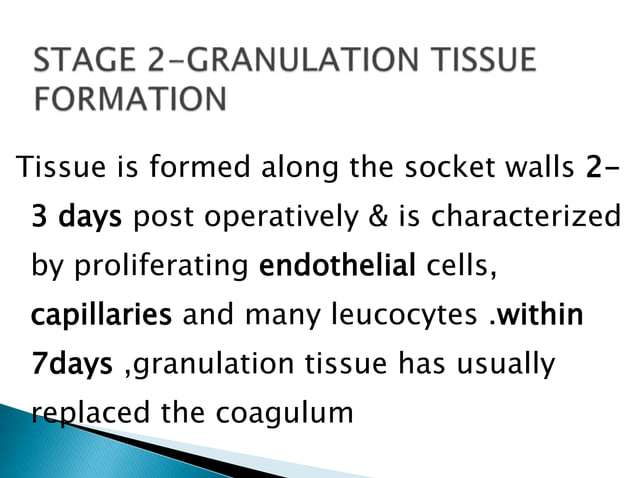 STAGE 2-GRANULATION TISSUE
FORMATION
Tissue is formed along the socket walls 2-
3 days post operatively & is characterized
by proliferating endothelial cells,
capillaries and many leucocytes .within
7days ,granulation tissue has usually
replaced the coagulum